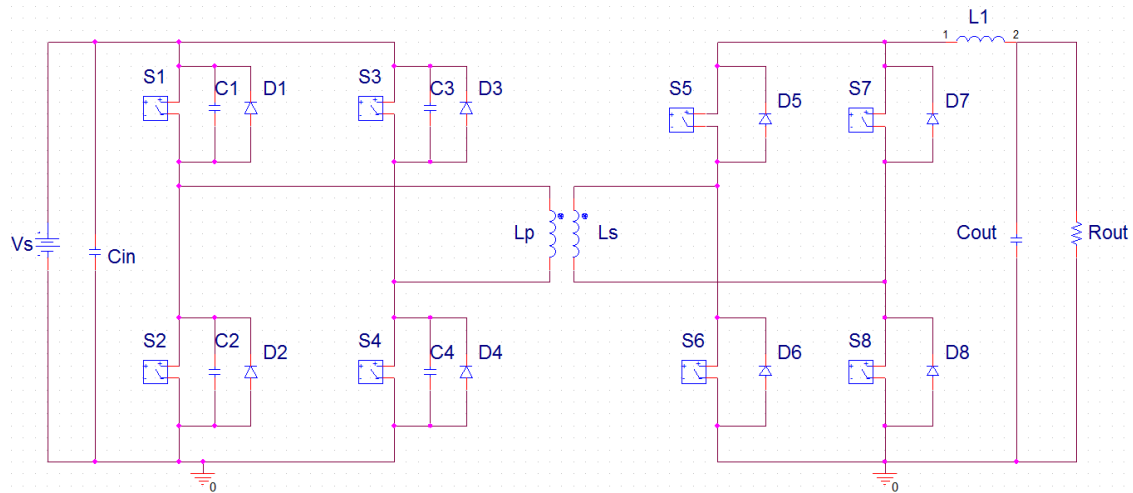 L1
1 2
S1 C1 D1 S3 C3 D3 S5 D5 S7 D7
+ + + +
- - - -
Vs Cin Lp Ls Cout Rout
S2 C2 D2 S4 C4 D4 S6 D6 S8 D8
+ + + +
- - - -
0 0